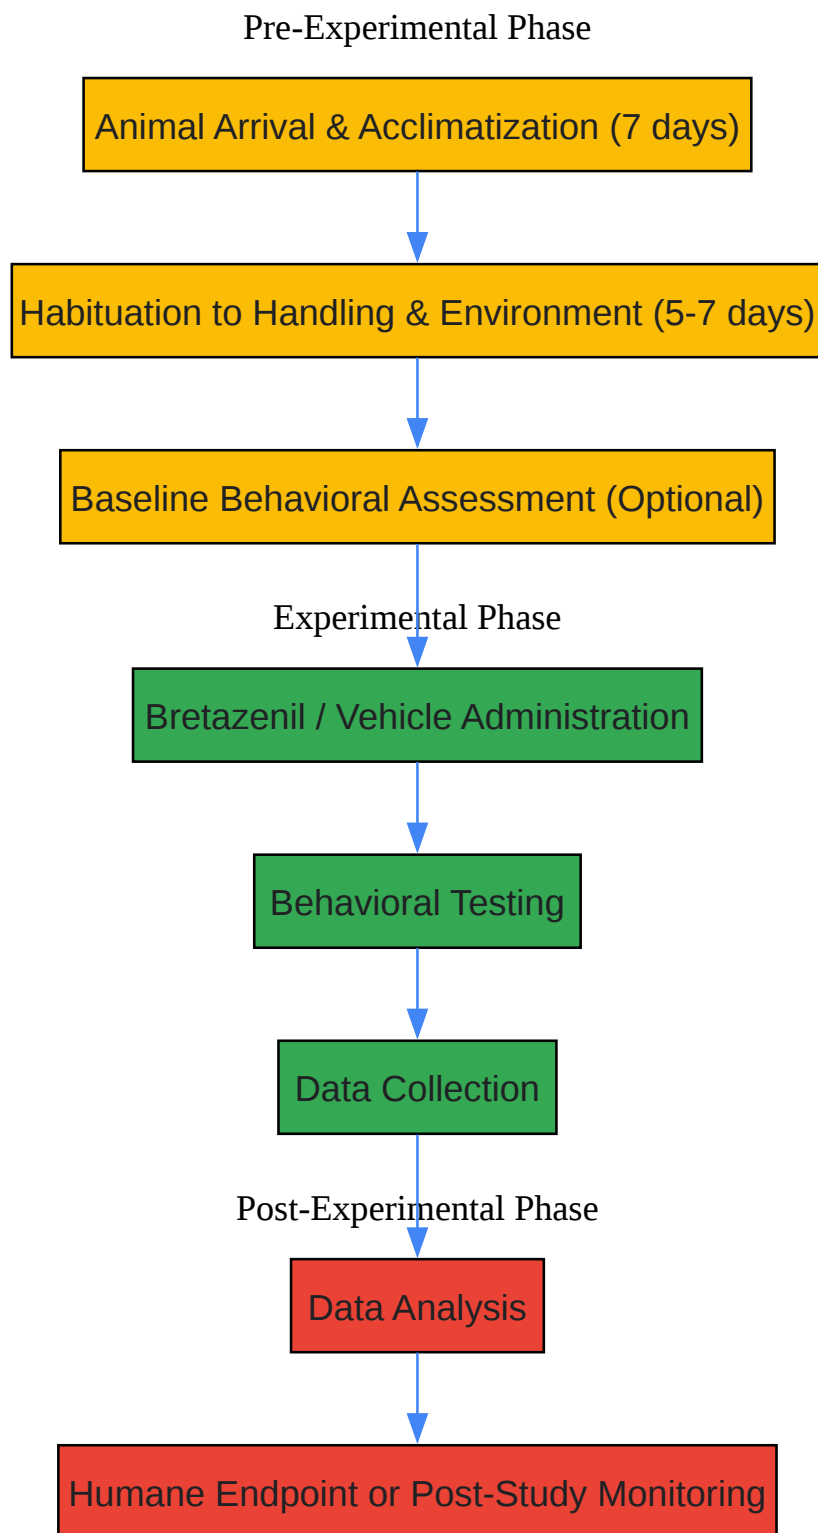 Pre-Experimental Phase
Animal Arrival & Acclimatization (7 days)
Habituation to Handling & Environment (5-7 days)
Baseline Behavioral Assessment (Optional)
Experimental Phase
Bretazenil / Vehicle Administration
Behavioral Testing
Data Collection
Post-Experimental Phase
Data Analysis
Humane Endpoint or Post-Study Monitoring